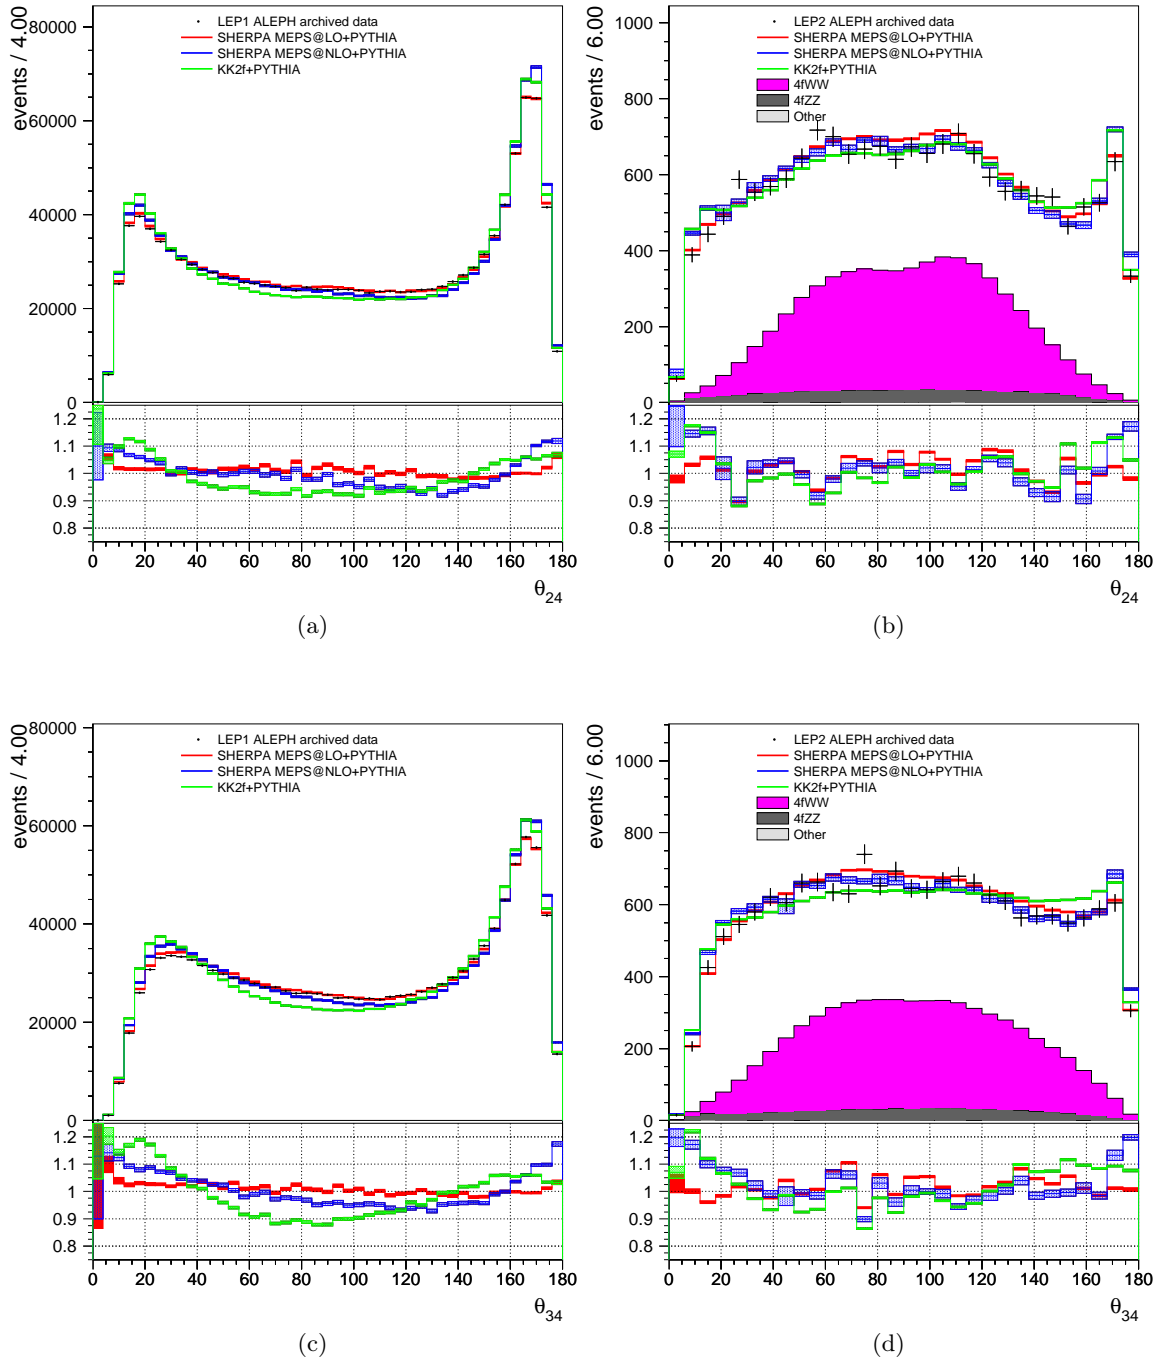 events / 4.00
80000
60000
40000
20000
0
LEP1 ALEPH archived data
SHERPA MEPS@LO+PYTHIA
SHERPA MEPS@NLO+PYTHIA
KK2f+PYTHIA
1.2
1.1
1
0.9
0.8
0 20 40 60 80 100 120 140 160 180
θ24
(a)
events / 6.00
1000
800
600
400
200
0
LEP2 ALEPH archived data
SHERPA MEPS@LO+PYTHIA
SHERPA MEPS@NLO+PYTHIA
KK2f+PYTHIA
4fWW
4fZZ
Other
1.2
1.1
1
0.9
0.8
0 20 40 60 80 100 120 140 160 180
θ24
(b)
events / 4.00
80000
60000
40000
20000
0
LEP1 ALEPH archived data
SHERPA MEPS@LO+PYTHIA
SHERPA MEPS@NLO+PYTHIA
KK2f+PYTHIA
1.2
1.1
1
0.9
0.8
0 20 40 60 80 100 120 140 160 180
θ34
(c)
events / 6.00
1000
800
600
400
200
0
LEP2 ALEPH archived data
SHERPA MEPS@LO+PYTHIA
SHERPA MEPS@NLO+PYTHIA
KK2f+PYTHIA
4fWW
4fZZ
Other
1.2
1.1
1
0.9
0.8
0 20 40 60 80 100 120 140 160 180
θ34
(d)